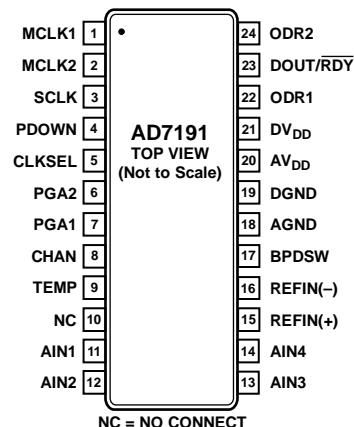 MCLK1 1
MCLK2 2
SCLK 3
PDOWN 4
CLKSEL 5
PGA2 6
PGA1 7
CHAN 8
TEMP 9
NC 10
AIN1 11
AIN2 12
AD7191
TOP VIEW
(Not to Scale)
24 ODR2
23 DOUT/RDY
22 ODR1
21 DVDD
20 AVDD
19 DGND
18 AGND
17 BPDSW
16 REFIN(–)
15 REFIN(+)
14 AIN4
13 AIN3
NC = NO CONNECT